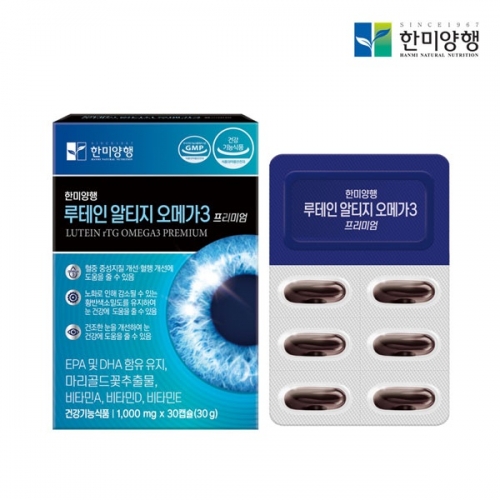 SINCE1967
한미양행
HANMI NATURAL NUTRITION
한미양행
GMP
건강
기능식품
한미양행
루테인 알티지 오메가3 프리미엄
LUTEIN rTG OMEGA3 PREMIUM
혈중 중성지질 개선·혈행 개선에
도움을 줄 수 있음
노화로 인해 감소될 수 있는
황반색소밀도를 유지하여
눈 건강에 도움을 줄 수 있음
건조한 눈을 개선하여 눈
건강에 도움을 줄 수 있음
EPA 및 DHA 함유 유지,
마리골드꽃추출물,
비타민A, 비타민D, 비타민E
건강기능식품 | 1,000 mg x 30캡슐(30 g)
한미양행
루테인 알티지 오메가3
프리미엄